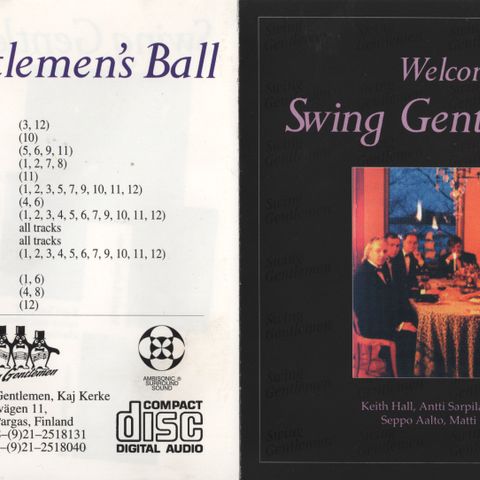 tlemen's Ball
(3, 12)
(10)
(5, 6, 9, 11)
(1, 2, 7, 8)
(11)
(1, 2, 3, 5, 7, 9, 10, 11, 12)
(4, 6)
(1, 2, 3, 4, 5, 6, 7, 9, 10, 11, 12)
all tracks
all tracks
(1, 2, 3, 4, 5, 6, 7, 9, 10, 11, 12)
(1, 6)
(4, 8)
(12)
Gentlemen
AMBISONIC ®
SURROUND
SOUND
Gentlemen, Kaj Kerke
vägen 11,
Pargas, Finland
–(9)21–2518131
–(9)21–2518040
COMPACT
disc
DIGITAL AUDIO
Welcom
Swing Gent
Swing
Gentlemen
Keith Hall, Antti Sarpila
Seppo Aalto, Matti